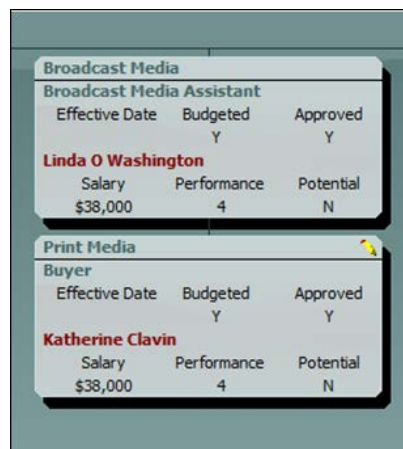 Broadcast Media
Broadcast Media Assistant
Effective Date Budgeted Approved
Y Y
Linda O Washington
Salary Performance Potential
$38,000 4 N
Print Media
Buyer
Effective Date Budgeted Approved
Y Y
Katherine Clavin
Salary Performance Potential
$38,000 4 N